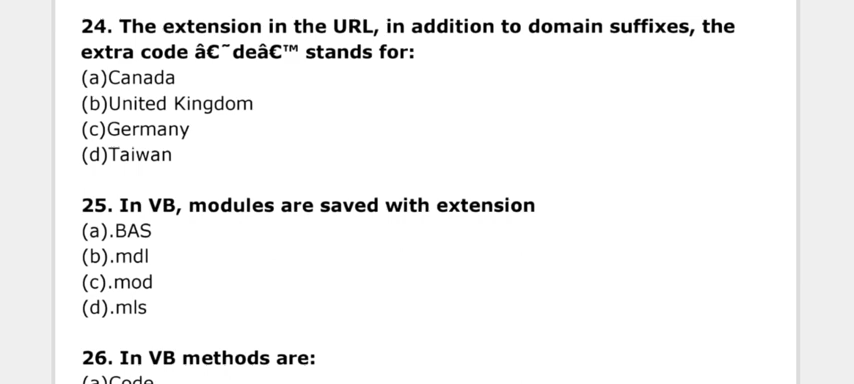 24. The extension in the URL, in addition to domain suffixes, the
extra code â€˜deâ€™ stands for:
(a)Canada
(b)United Kingdom
(c)Germany
(d)Taiwan
25. In VB, modules are saved with extension
(a).BAS
(b).mdl
(c).mod
(d).mls
26. In VB methods are:
(a)Code